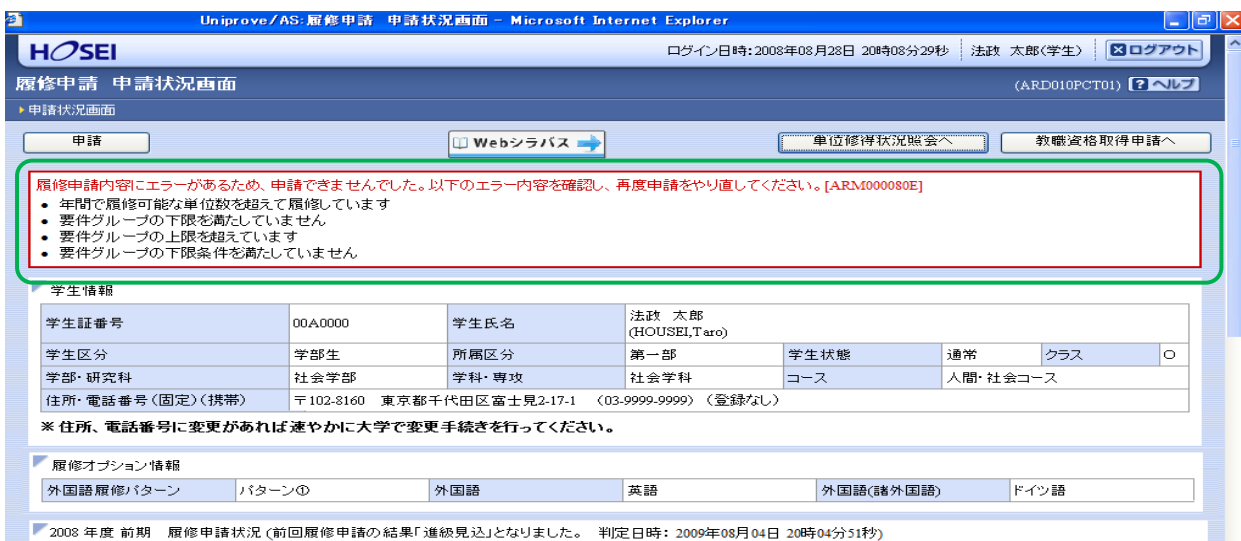 Uniprove/AS:履修申請　申請状況画面 - Microsoft Internet Explorer
HOSEI ログイン日時:2008年08月28日 20時08分29秒 法政 太郎(学生) ログアウト
履修申請 申請状況画面 (ARD010PCT01) ? ヘルプ
申請状況画面
申請 Webシラバス 単位修得状況照会へ 教職資格取得申請へ
履修申請内容にエラーがあるため、申請できませんでした。以下のエラー内容を確認し、再度申請をやり直してください。[ARM000080E]
• 年間で履修可能な単位数を超えて履修しています
• 要件グループの下限を満たしていません
• 要件グループの上限を超えています
• 要件グループの下限条件を満たしていません
学生情報
学生証番号 00A0000 学生氏名 法政 太郎
(HOUSEI,Taro)
学生区分 学部生 所属区分 第一部 学生状態 通常 クラス O
学部・研究科 社会学部 学科・専攻 社会学科 コース 人間・社会コース
住所・電話番号(固定)(携帯) 〒102-8160 東京都千代田区富士見2-17-1 (03-9999-9999) (登録なし)
※住所、電話番号に変更があれば速やかに大学で変更手続きを行ってください。
履修オプション情報
外国語履修パターン パターン① 外国語 英語 外国語(諸外国語) ドイツ語
2008 年度 前期 履修申請状況 (前回履修申請の結果「進級見込」となりました。 判定日時: 2009年08月04日 20時04分51秒)